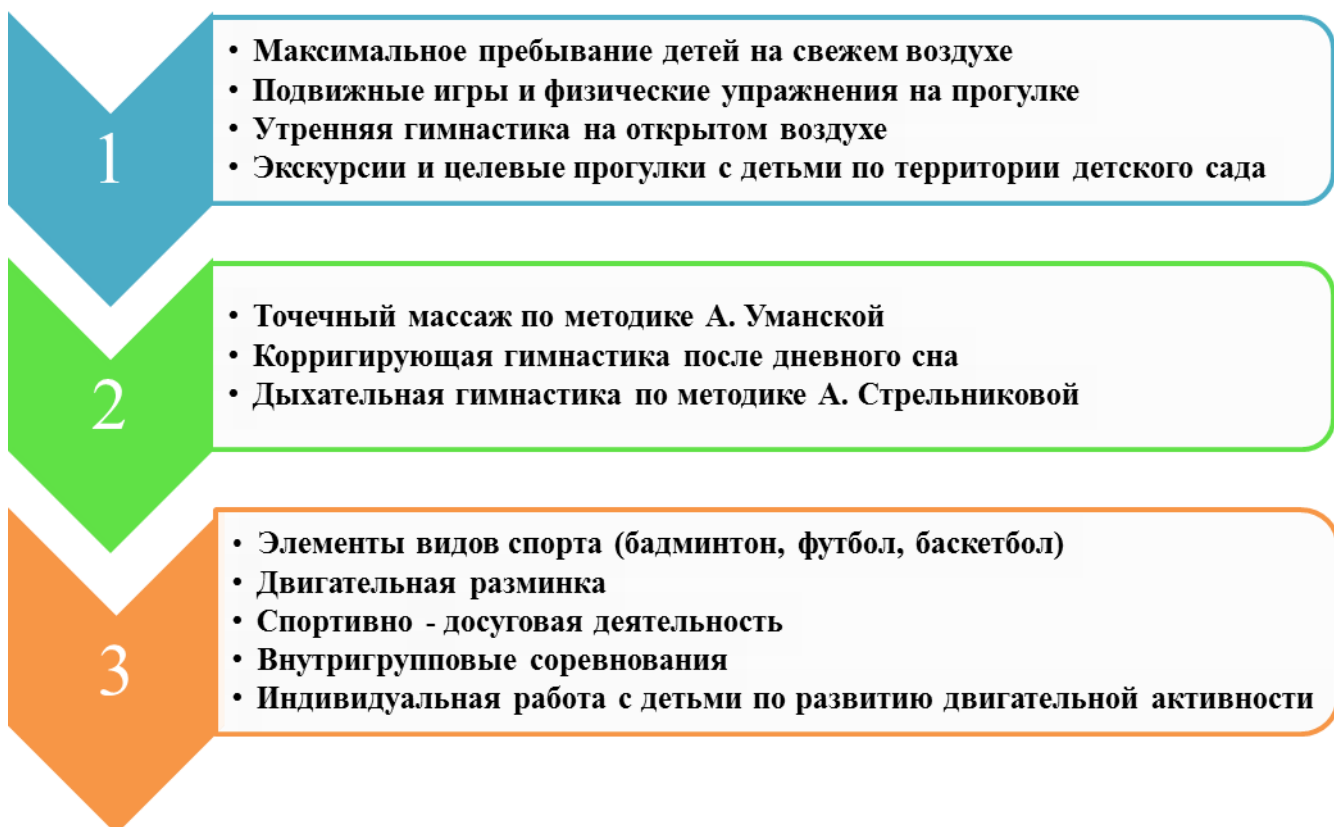 1
• Максимальное пребывание детей на свежем воздухе
• Подвижные игры и физические упражнения на прогулке
• Утренняя гимнастика на открытом воздухе
• Экскурсии и целевые прогулки с детьми по территории детского сада
2
• Точечный массаж по методике А. Уманской
• Корригирующая гимнастика после дневного сна
• Дыхательная гимнастика по методике А. Стрельниковой
3
• Элементы видов спорта (бадминтон, футбол, баскетбол)
• Двигательная разминка
• Спортивно - досуговая деятельность
• Внутригрупповые соревнования
• Индивидуальная работа с детьми по развитию двигательной активности